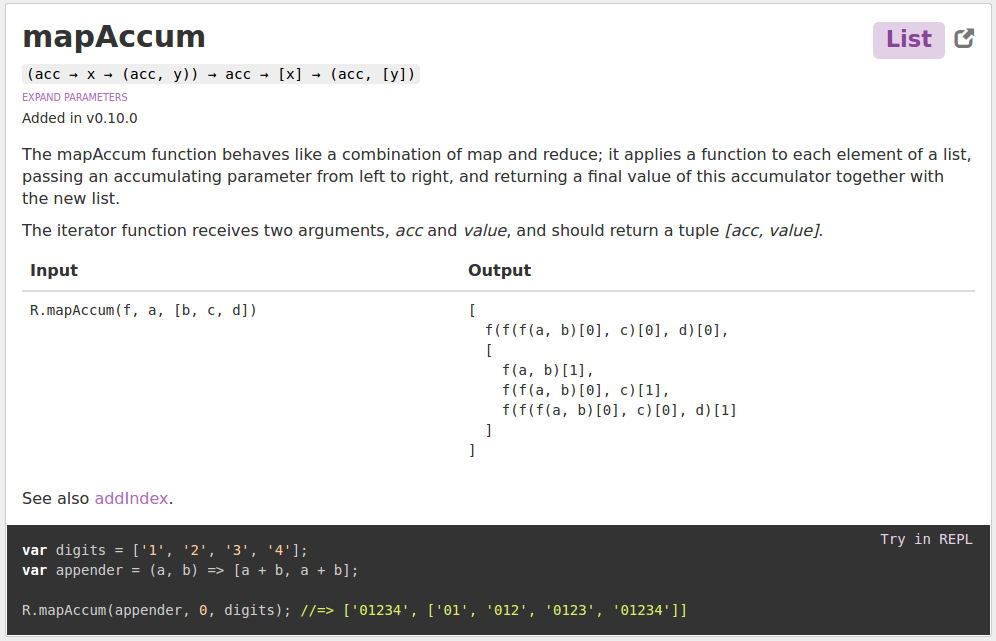 mapAccum
List
(acc → x → (acc, y)) → acc → [x] → (acc, [y])
EXPAND PARAMETERS
Added in v0.10.0
The mapAccum function behaves like a combination of map and reduce; it applies a function to each element of a list,
passing an accumulating parameter from left to right, and returning a final value of this accumulator together with
the new list.
The iterator function receives two arguments, acc and value, and should return a tuple [acc, value].
Input Output
R.mapAccum(f, a, [b, c, d]) [
f(f(f(a, b)[0], c)[0], d)[0],
[
f(a, b)[1],
f(f(a, b)[0], c)[1],
f(f(f(a, b)[0], c)[0], d)[1]
]
]
See also addIndex.
Try in REPL
var digits = ['1', '2', '3', '4'];
var appender = (a, b) => [a + b, a + b];
R.mapAccum(appender, 0, digits); //=> ['01234', ['01', '012', '0123', '01234']]